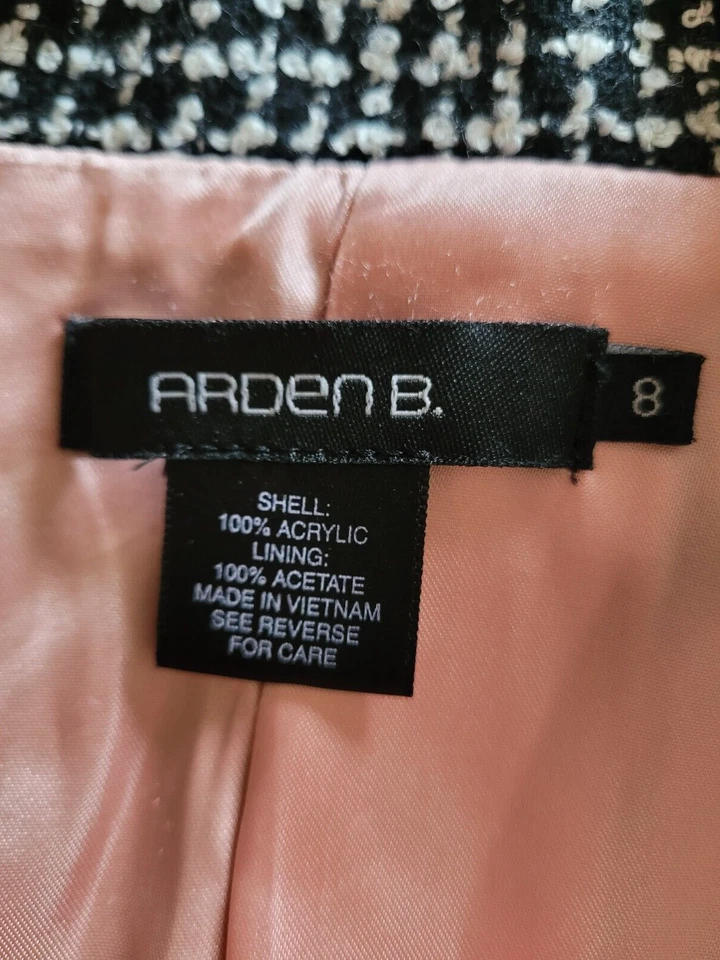 ARDen B.
8
SHELL:
100% ACRYLIC
LINING:
100% ACETATE
MADE IN VIETNAM
SEE REVERSE
FOR CARE